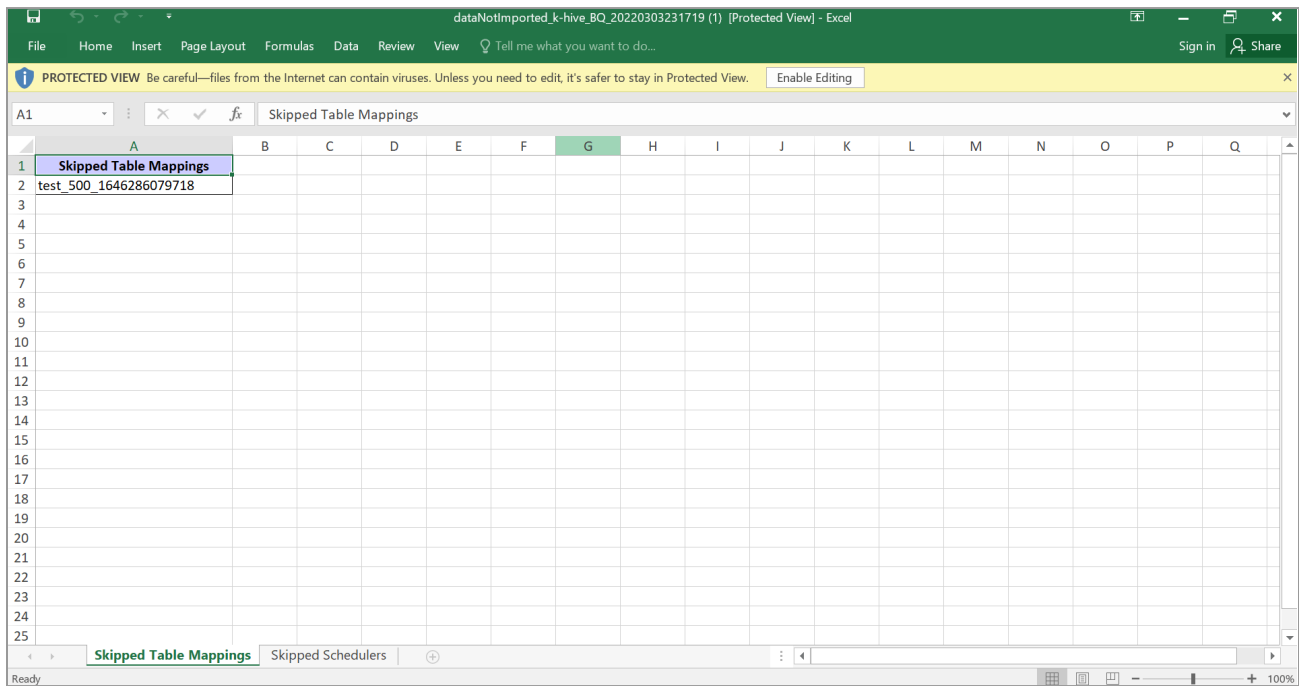 dataNotImported_k-hive_BQ_20220303231719 (1) [Protected View] - Excel
File Home Insert Page Layout Formulas Data Review View Tell me what you want to do... Sign in Share
PROTECTED VIEW Be careful—files from the Internet can contain viruses. Unless you need to edit, it's safer to stay in Protected View. Enable Editing
A1 fx Skipped Table Mappings
A B C D E F G H I J K L M N O P Q
1 Skipped Table Mappings
2 test_500_1646286079718
3
4
5
6
7
8
9
10
11
12
13
14
15
16
17
18
19
20
21
22
23
24
25
Skipped Table Mappings Skipped Schedulers
Ready 100%